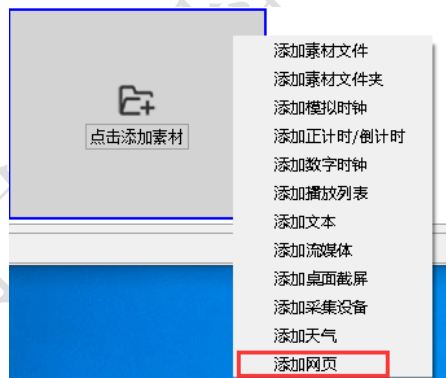 点击添加素材
添加素材文件
添加素材文件夹
添加模拟时钟
添加正计时/倒计时
添加数字时钟
添加播放列表
添加文本
添加流媒体
添加桌面截屏
添加采集设备
添加天气
添加网页